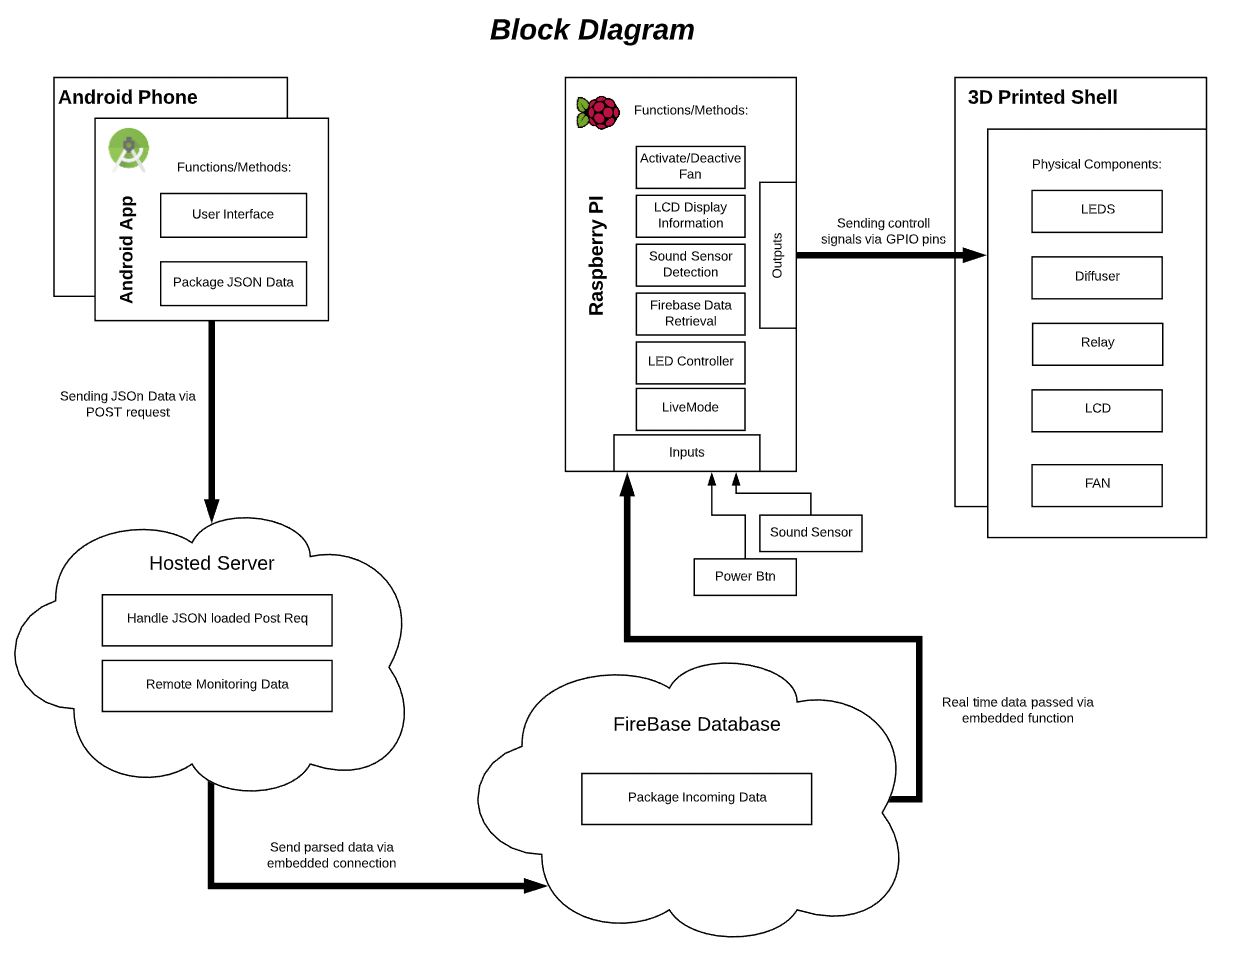 Block DIagram
Android Phone
Android App
Functions/Methods:
User Interface
Package JSON Data
Sending JSOn Data via
POST request
Hosted Server
Handle JSON loaded Post Req
Remote Monitoring Data
Send parsed data via
embedded connection
FireBase Database
Package Incoming Data
Real time data passed via
embedded function
Raspberry PI
Functions/Methods:
Activate/Deactive
Fan
LCD Display
Information
Sound Sensor
Detection
Firebase Data
Retrieval
LED Controller
LiveMode
Inputs
Outputs
Sound Sensor
Power Btn
Sending controll
signals via GPIO pins
3D Printed Shell
Physical Components:
LEDS
Diffuser
Relay
LCD
FAN